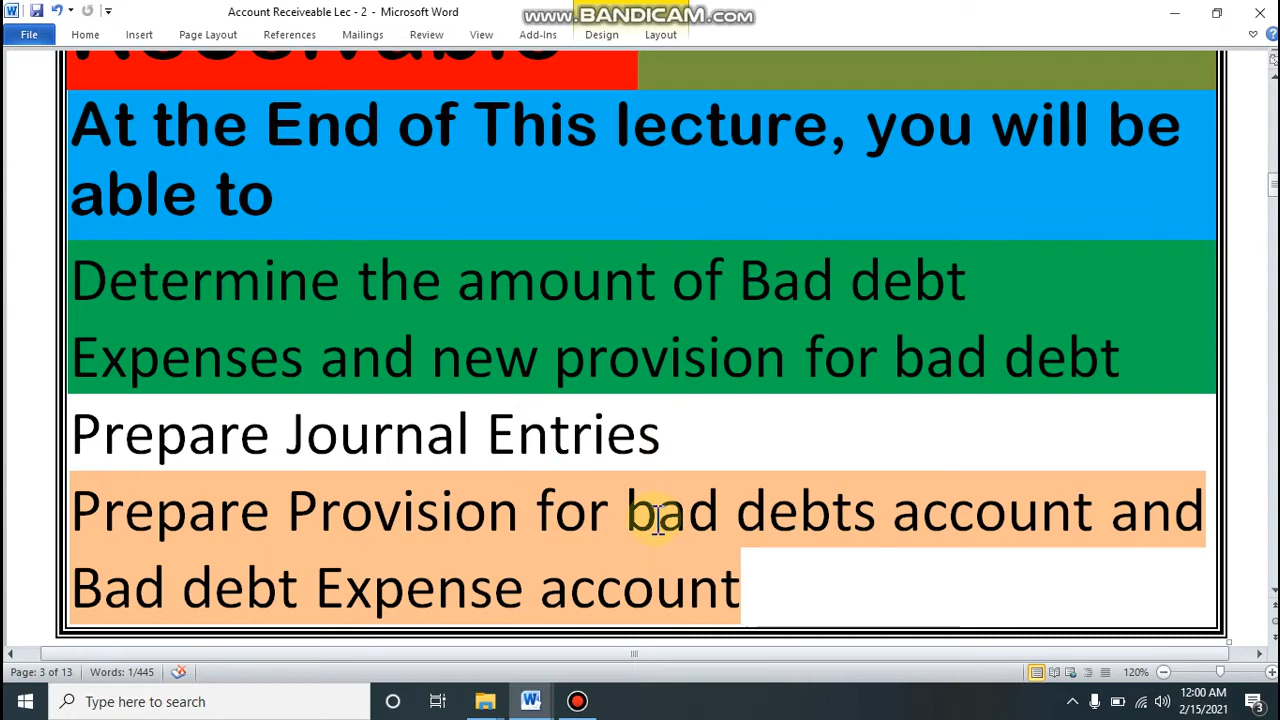 Account Receiveable Lec - 2 - Microsoft Word
www.BANDICAM.com
File Home Insert Page Layout References Mailings Review View Add-Ins Design Layout
Receivable
At the End of This lecture, you will be
able to
Determine the amount of Bad debt
Expenses and new provision for bad debt
Prepare Journal Entries
Prepare Provision for bad debts account and
Bad debt Expense account
Page: 3 of 13 Words: 1/445 120%
Type here to search
12:00 AM
2/15/2021
3